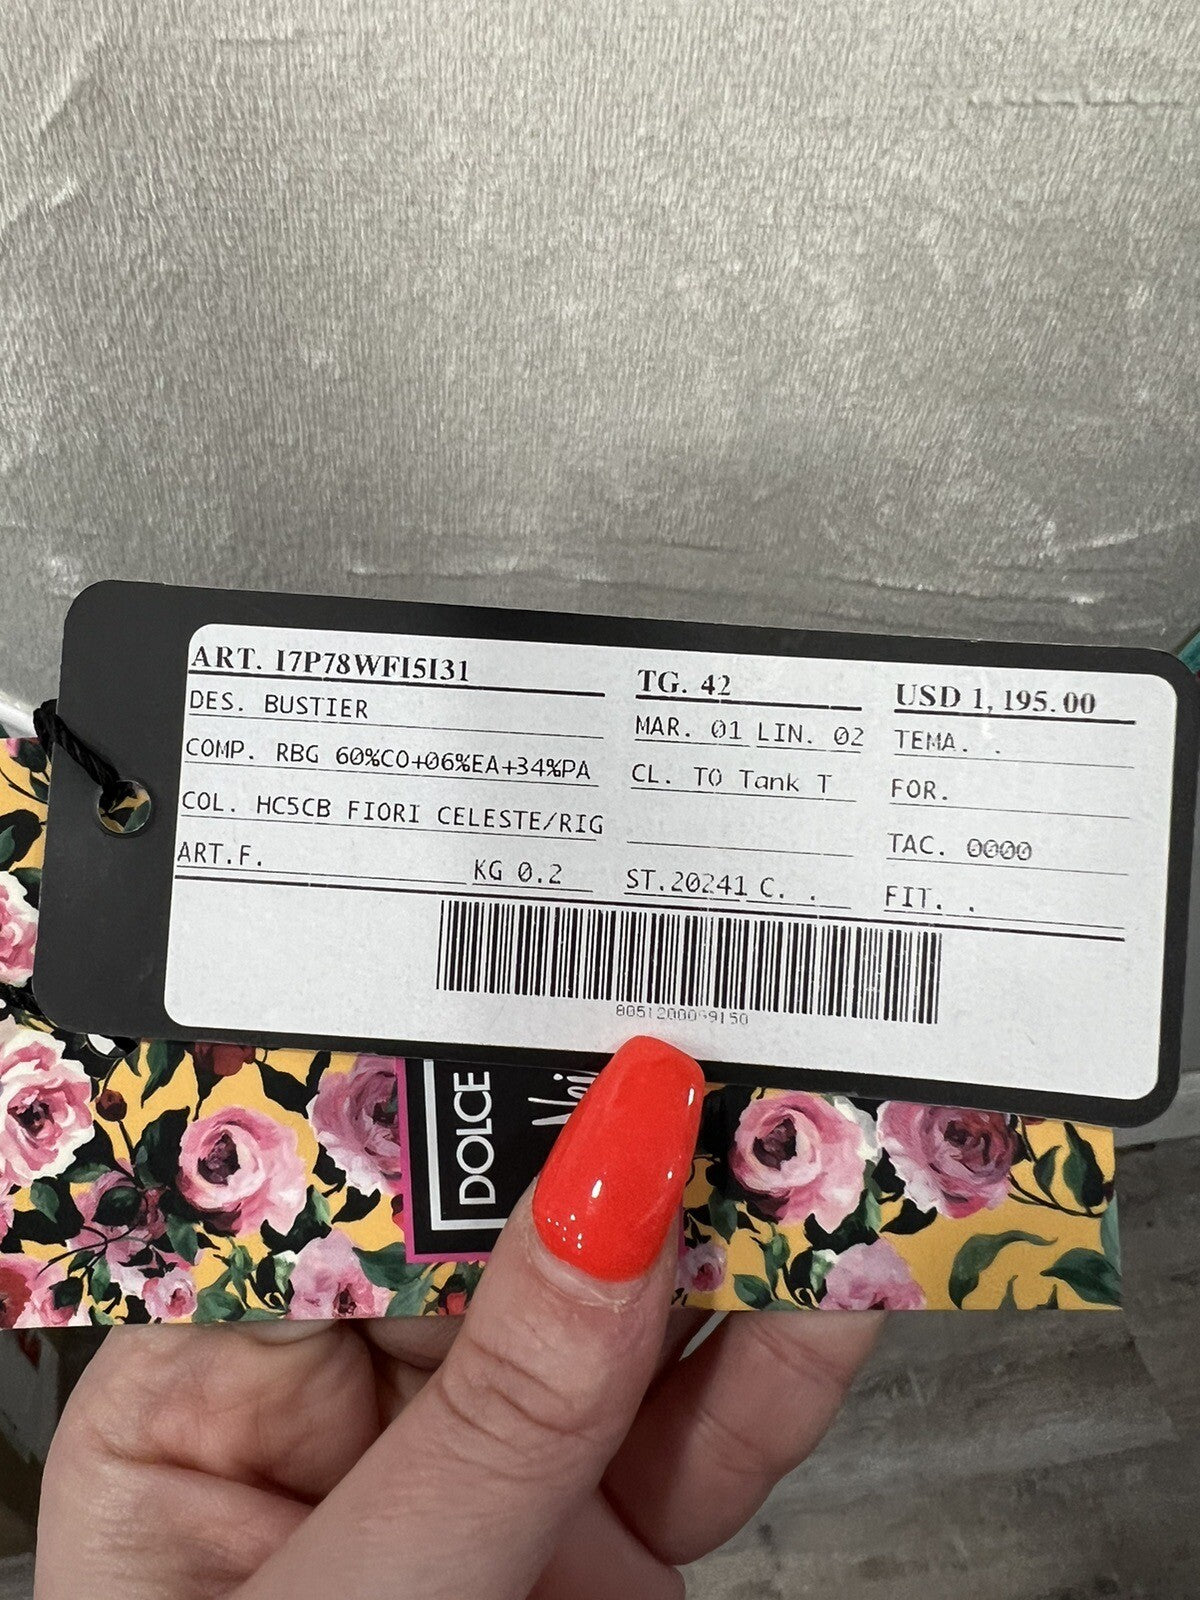 ART. I7P78WFI5I31
TG. 42
USD 1,195.00
DES. BUSTIER
MAR. 01 LIN. 02
TEMA. .
COMP. RBG 60%CO+06%EA+34%PA
CL. TO Tank T
FOR.
COL. HC5CB FIORI CELESTE/RIG
TAC. 0000
ART.F.
KG 0.2
ST.20241 C. .
FIT. .
DOLCE